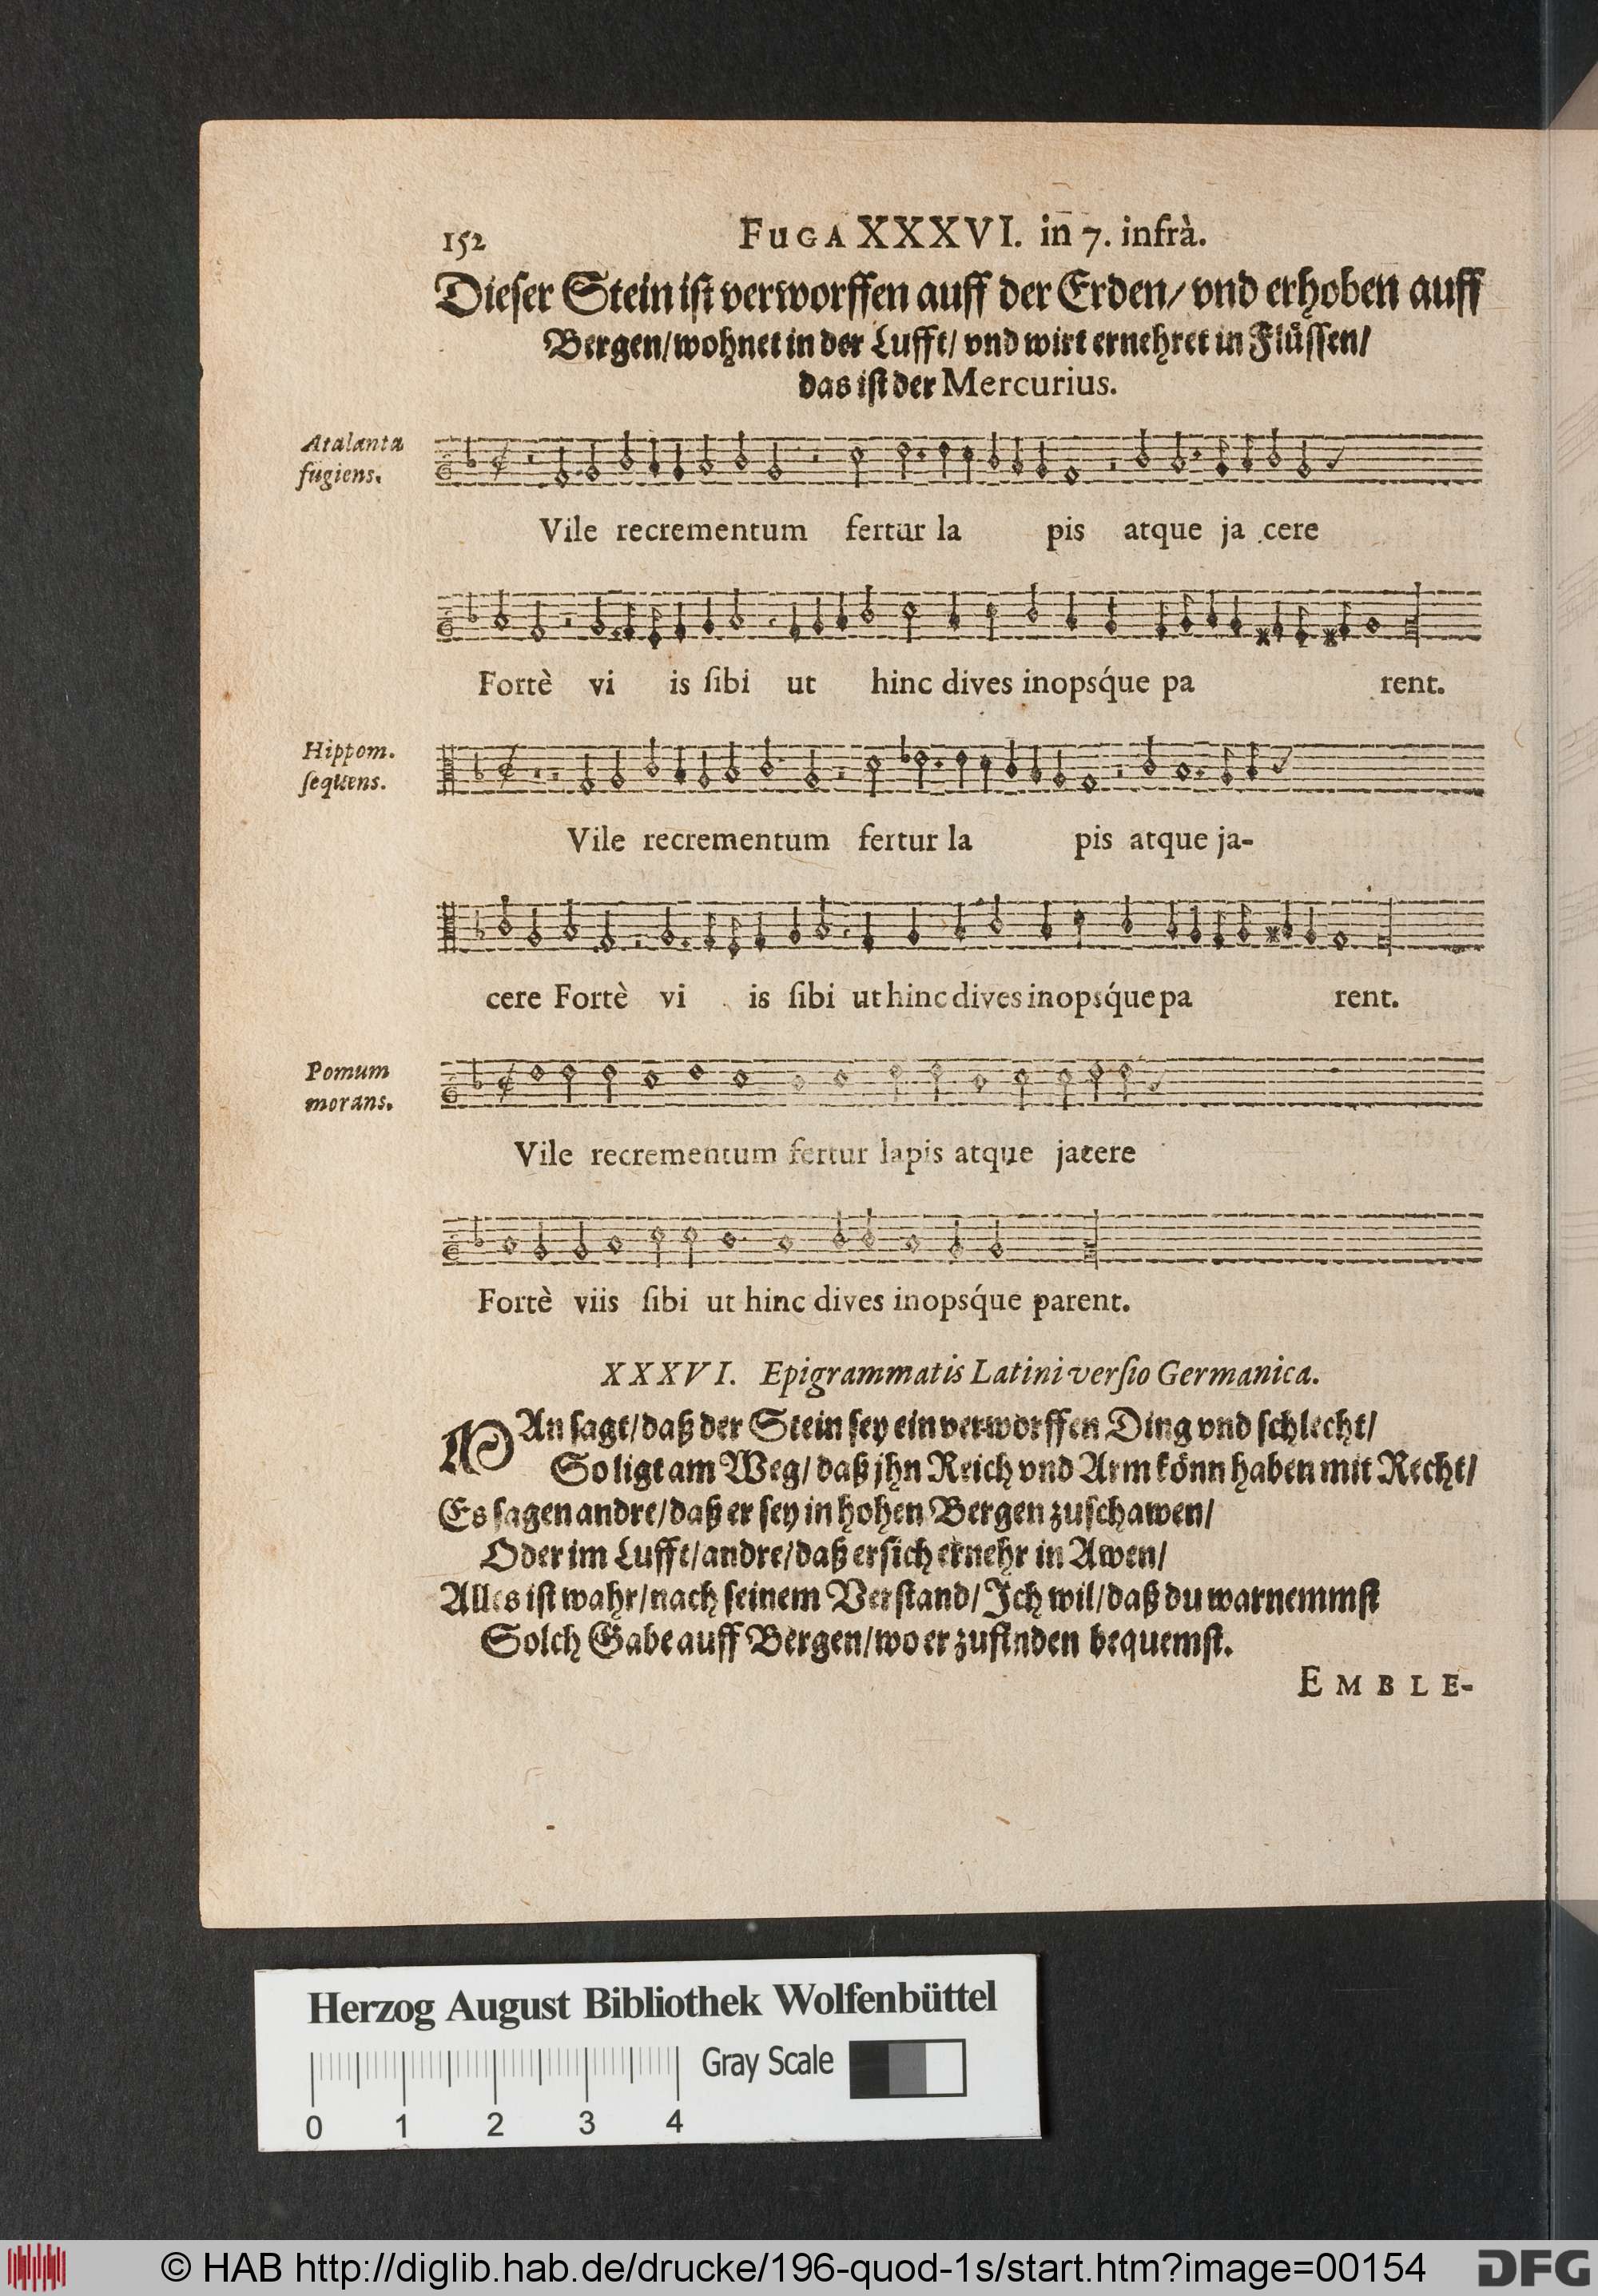 152 FUGA XXXVI. in 7. infrà.
Dieser Stein ist verworffen auff der Erden/ vnd erhoben auff
Bergen/ wohnet in der Lufft/ vnd wirt ernehret in Flüssen/
das ist der Mercurius.
Atalanta
fugiens.
Vile recrementum fertur la pis atque ja cere
Fortè vi is ſibi ut hinc dives inopsq́ue pa rent.
Hippom.
ſequens.
Vile recrementum fertur la pis atque ja-
cere Fortè vi is ſibi ut hinc dives inopsq́ue pa rent.
Pomum
morans.
Vile recrementum fertur lapis atque jacere
Fortè viis ſibi ut hinc dives inopsq́ue parent.
XXXVI. Epigrammatis Latini verſio Germanica.
MAn sagt/ daß der Stein sey ein verworffen Ding vnd schlecht/
So ligt am Weg/ daß jhn Reich vnd Arm könn haben mit Recht/
Es sagen andre/ daß er sey in hohen Bergen zuschawen/
Oder im Lufft/ andre/ daß er sich ernehr in Awen/
Alles ist wahr/ nach seinem Verstand/ Ich wil/ daß du warnemmst
Solch Gabe auff Bergen/ wo er zufinden bequemst.
EMBLE-
Herzog August Bibliothek Wolfenbüttel
Gray Scale
0 1 2 3 4
© HAB http://diglib.hab.de/drucke/196-quod-1s/start.htm?image=00154
DFG